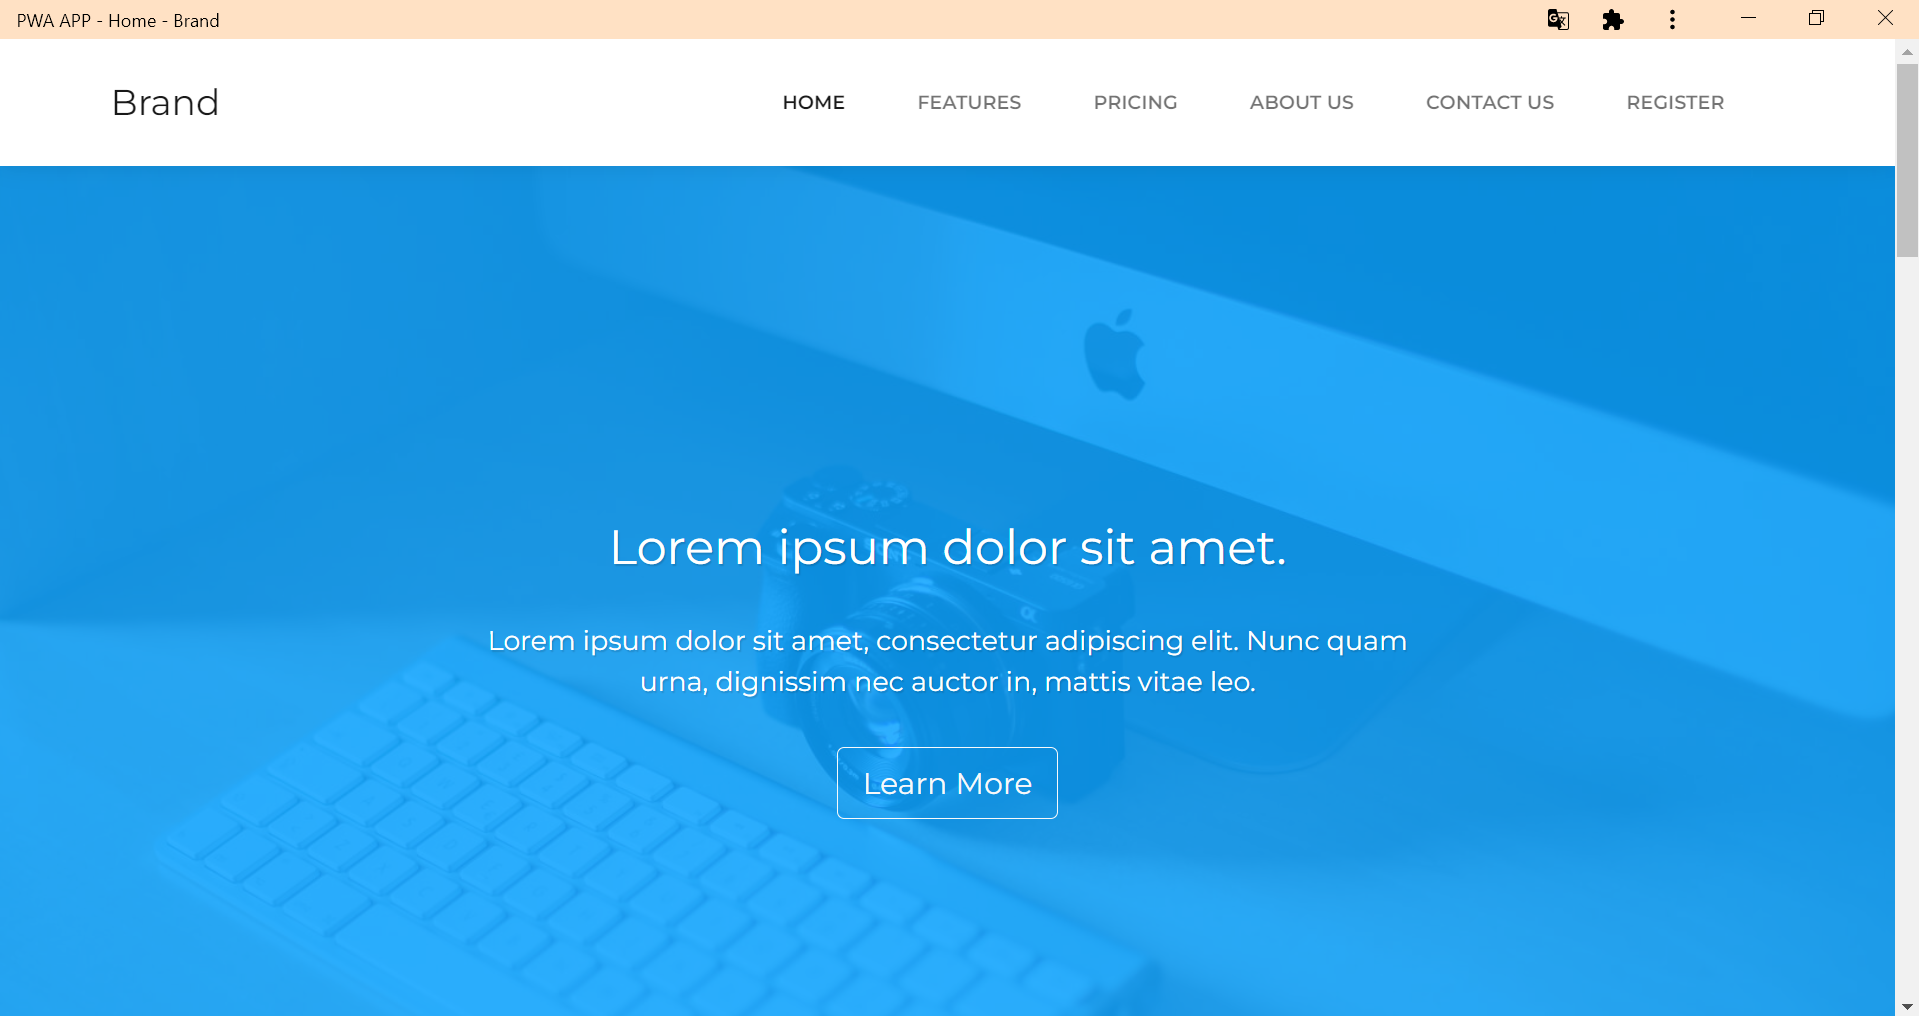 PWA APP - Home - Brand
Brand
HOME
FEATURES
PRICING
ABOUT US
CONTACT US
REGISTER
Lorem ipsum dolor sit amet.
Lorem ipsum dolor sit amet, consectetur adipiscing elit. Nunc quam
urna, dignissim nec auctor in, mattis vitae leo.
Learn More